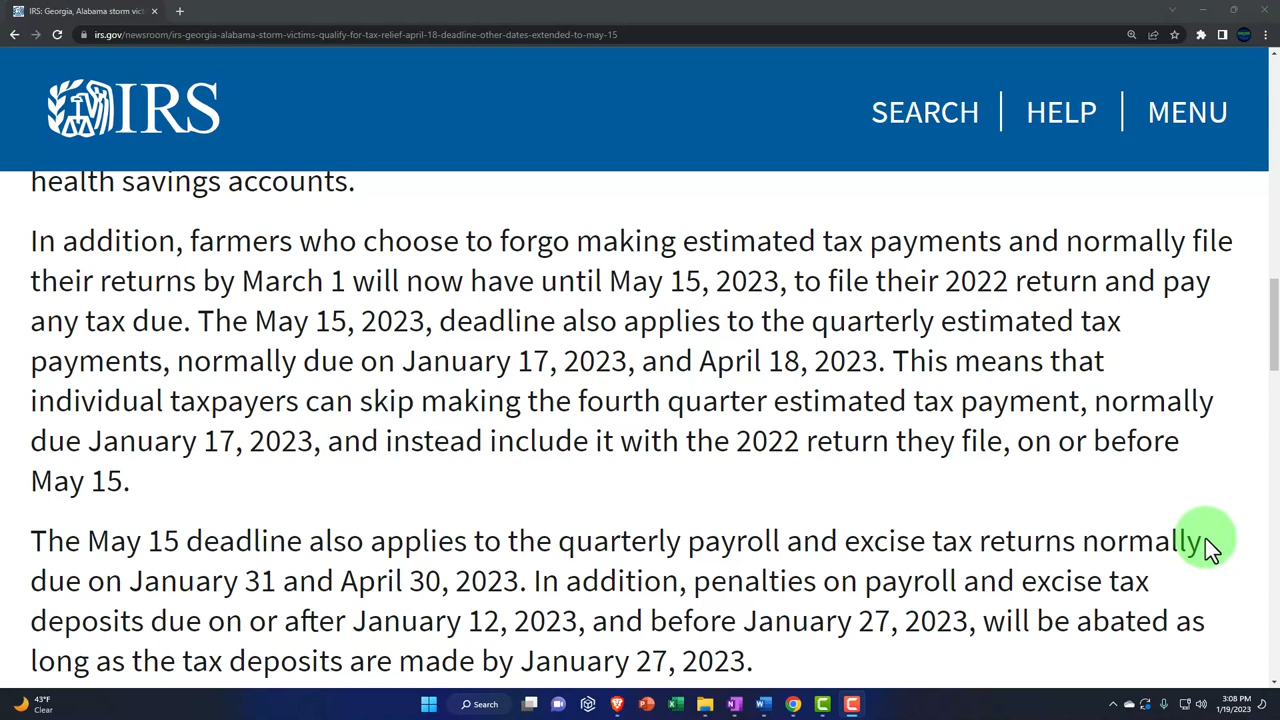 IRS: Georgia, Alabama storm vict
irs.gov/newsroom/irs-georgia-alabama-storm-victims-qualify-for-tax-relief-april-18-deadline-other-dates-extended-to-may-15
IRS
SEARCH
HELP
MENU
health savings accounts.
In addition, farmers who choose to forgo making estimated tax payments and normally file
their returns by March 1 will now have until May 15, 2023, to file their 2022 return and pay
any tax due. The May 15, 2023, deadline also applies to the quarterly estimated tax
payments, normally due on January 17, 2023, and April 18, 2023. This means that
individual taxpayers can skip making the fourth quarter estimated tax payment, normally
due January 17, 2023, and instead include it with the 2022 return they file, on or before
May 15.
The May 15 deadline also applies to the quarterly payroll and excise tax returns normally
due on January 31 and April 30, 2023. In addition, penalties on payroll and excise tax
deposits due on or after January 12, 2023, and before January 27, 2023, will be abated as
long as the tax deposits are made by January 27, 2023.
43°F
Clear
Search
3:08 PM
1/19/2023